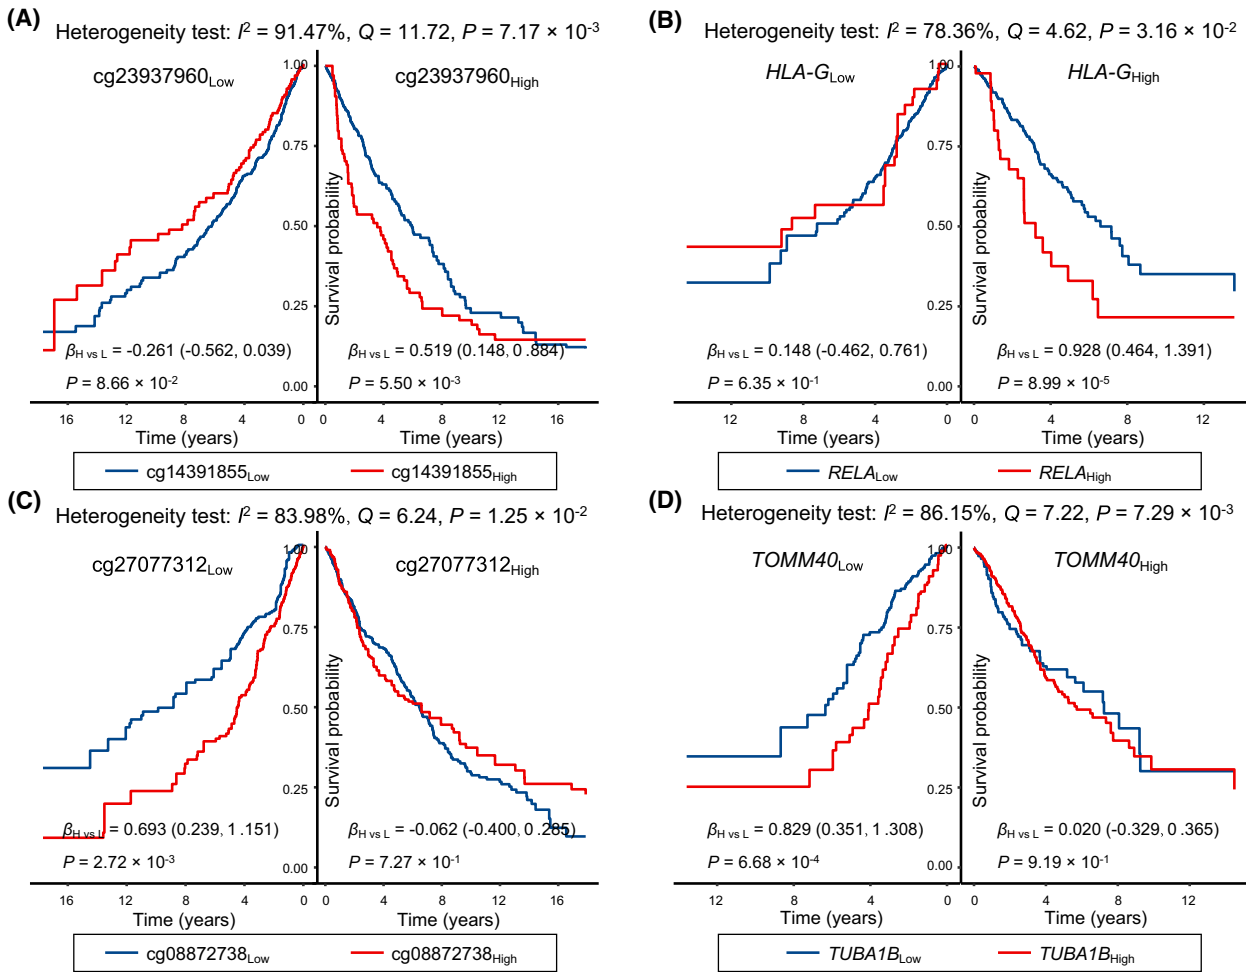 (A)
Heterogeneity test: I² = 91.47%, Q = 11.72, P = 7.17 × 10⁻³
cg23937960Low
cg23937960High
1.00
0.75
0.50
0.25
0.00
Survival probability
βH vs L = -0.261 (-0.562, 0.039)
P = 8.66 × 10⁻²
βH vs L = 0.519 (0.148, 0.884)
P = 5.50 × 10⁻³
16 12 8 4 0 0 4 8 12 16
Time (years) Time (years)
cg14391855Low cg14391855High
(B)
Heterogeneity test: I² = 78.36%, Q = 4.62, P = 3.16 × 10⁻²
HLA-GLow
HLA-GHigh
1.00
0.75
0.50
0.25
0.00
Survival probability
βH vs L = 0.148 (-0.462, 0.761)
P = 6.35 × 10⁻¹
βH vs L = 0.928 (0.464, 1.391)
P = 8.99 × 10⁻⁵
12 8 4 0 0 4 8 12
Time (years) Time (years)
RELALow RELAHigh
(C)
Heterogeneity test: I² = 83.98%, Q = 6.24, P = 1.25 × 10⁻²
cg27077312Low
cg27077312High
1.00
0.75
0.50
0.25
0.00
Survival probability
βH vs L = 0.693 (0.239, 1.151)
P = 2.72 × 10⁻³
βH vs L = -0.062 (-0.400, 0.285)
P = 7.27 × 10⁻¹
16 12 8 4 0 0 4 8 12 16
Time (years) Time (years)
cg08872738Low cg08872738High
(D)
Heterogeneity test: I² = 86.15%, Q = 7.22, P = 7.29 × 10⁻³
TOMM40Low
TOMM40High
1.00
0.75
0.50
0.25
0.00
Survival probability
βH vs L = 0.829 (0.351, 1.308)
P = 6.68 × 10⁻⁴
βH vs L = 0.020 (-0.329, 0.365)
P = 9.19 × 10⁻¹
12 8 4 0 0 4 8 12
Time (years) Time (years)
TUBA1BLow TUBA1BHigh